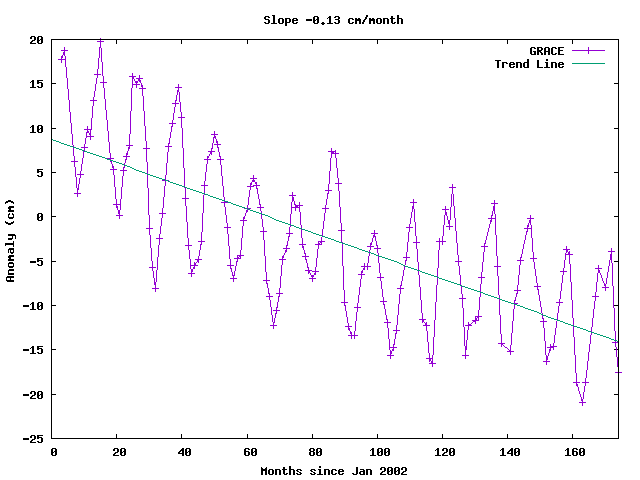 Slope -0.13 cm/month
20
15
10
5
0
-5
-10
-15
-20
-25
Anomaly (cm)
GRACE
Trend Line
0 20 40 60 80 100 120 140 160
Months since Jan 2002